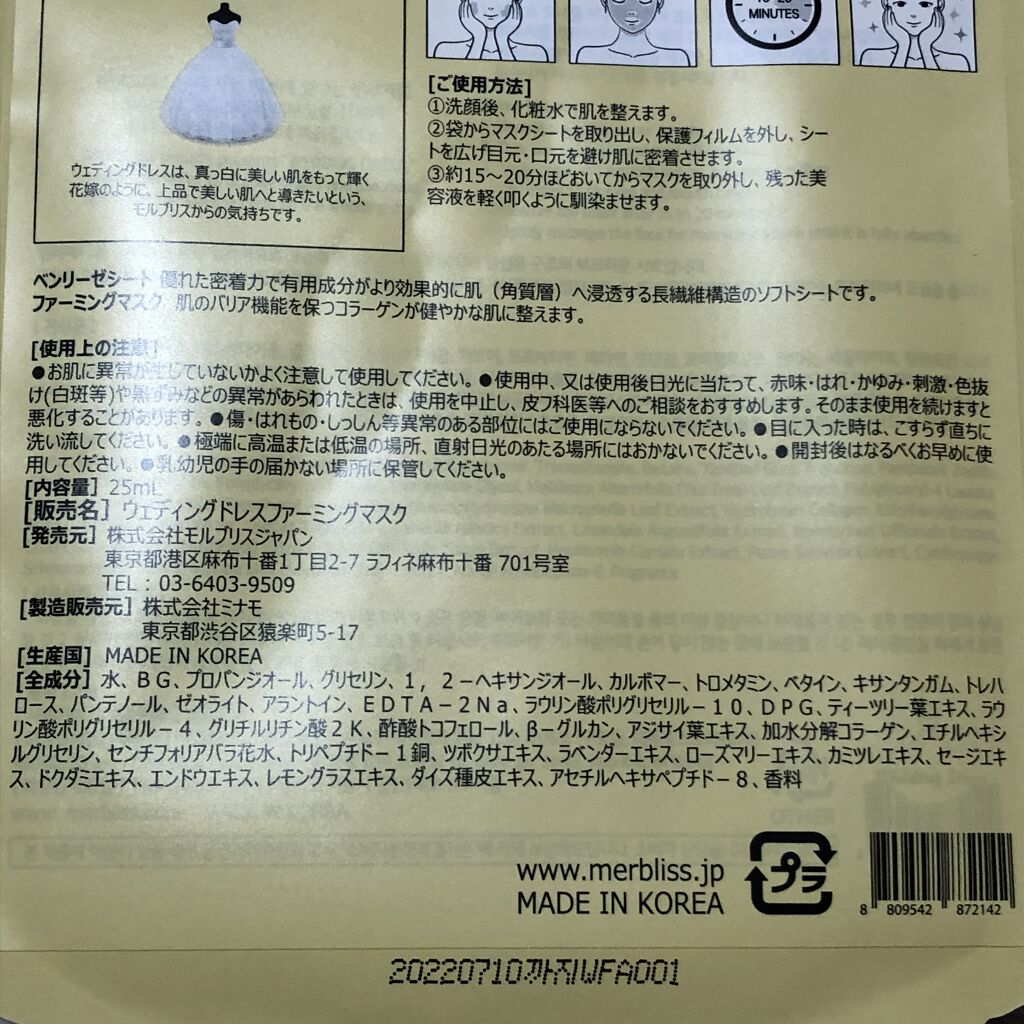 MINUTES
ウェディングドレスは、真っ白に美しい肌をもって輝く
花嫁のように、上品で美しい肌へと導きたいという、
モルブリスからの気持ちです。
[ご使用方法]
①洗顔後、化粧水で肌を整えます。
②袋からマスクシートを取り出し、保護フィルムを外し、シー
トを広げ目元・口元を避け肌に密着させます。
③約15～20分ほどおいてからマスクを取り外し、残った美
容液を軽く叩くように馴染ませます。
ベンリーゼシート 優れた密着力で有用成分がより効果的に肌（角質層）へ浸透する長繊維構造のソフトシートです。
ファーミングマスク 肌のバリア機能を保つコラーゲンが健やかな肌に整えます。
[使用上の注意]
●お肌に異常が生じていないかよく注意して使用してください。●使用中、又は使用後日光に当たって、赤味・はれ・かゆみ・刺激・色抜
け(白斑等)や黒ずみなどの異常があらわれたときは、使用を中止し、皮フ科医等へのご相談をおすすめします。そのまま使用を続けますと
悪化することがあります。●傷・はれもの・しっしん等異常のある部位にはご使用にならないでください。●目に入った時は、こすらず直ちに
洗い流してください。●極端に高温または低温の場所、直射日光のあたる場所にはおかないでください。●開封後はなるべくお早めに使
用してください。●乳幼児の手の届かない場所に保管してください。
[内容量] 25mL
[販売名] ウェディングドレスファーミングマスク
[発売元] 株式会社モルブリスジャパン
東京都港区麻布十番1丁目2-7 ラフィネ麻布十番 701号室
TEL : 03-6403-9509
[製造販売元] 株式会社ミナモ
東京都渋谷区猿楽町5-17
[生産国] MADE IN KOREA
[全成分] 水、ＢＧ、プロパンジオール、グリセリン、１，２－ヘキサンジオール、カルボマー、トロメタミン、ベタイン、キサンタンガム、トレハ
ロース、パンテノール、ゼオライト、アラントイン、ＥＤＴＡ－２Ｎａ、ラウリン酸ポリグリセリル－１０、ＤＰＧ、ティーツリー葉エキス、ラウ
リン酸ポリグリセリル－４、グリチルリチン酸２Ｋ、酢酸トコフェロール、β－グルカン、アジサイ葉エキス、加水分解コラーゲン、エチルヘキシ
ルグリセリン、センチフォリアバラ花水、トリペプチド－１銅、ツボクサエキス、ラベンダーエキス、ローズマリーエキス、カミツレエキス、セージエキ
ス、ドクダミエキス、エンドウエキス、レモングラスエキス、ダイズ種皮エキス、アセチルヘキサペプチド－８、香料
www.merbliss.jp
MADE IN KOREA
プラ
8 809542 872142
20220710까지WFA001